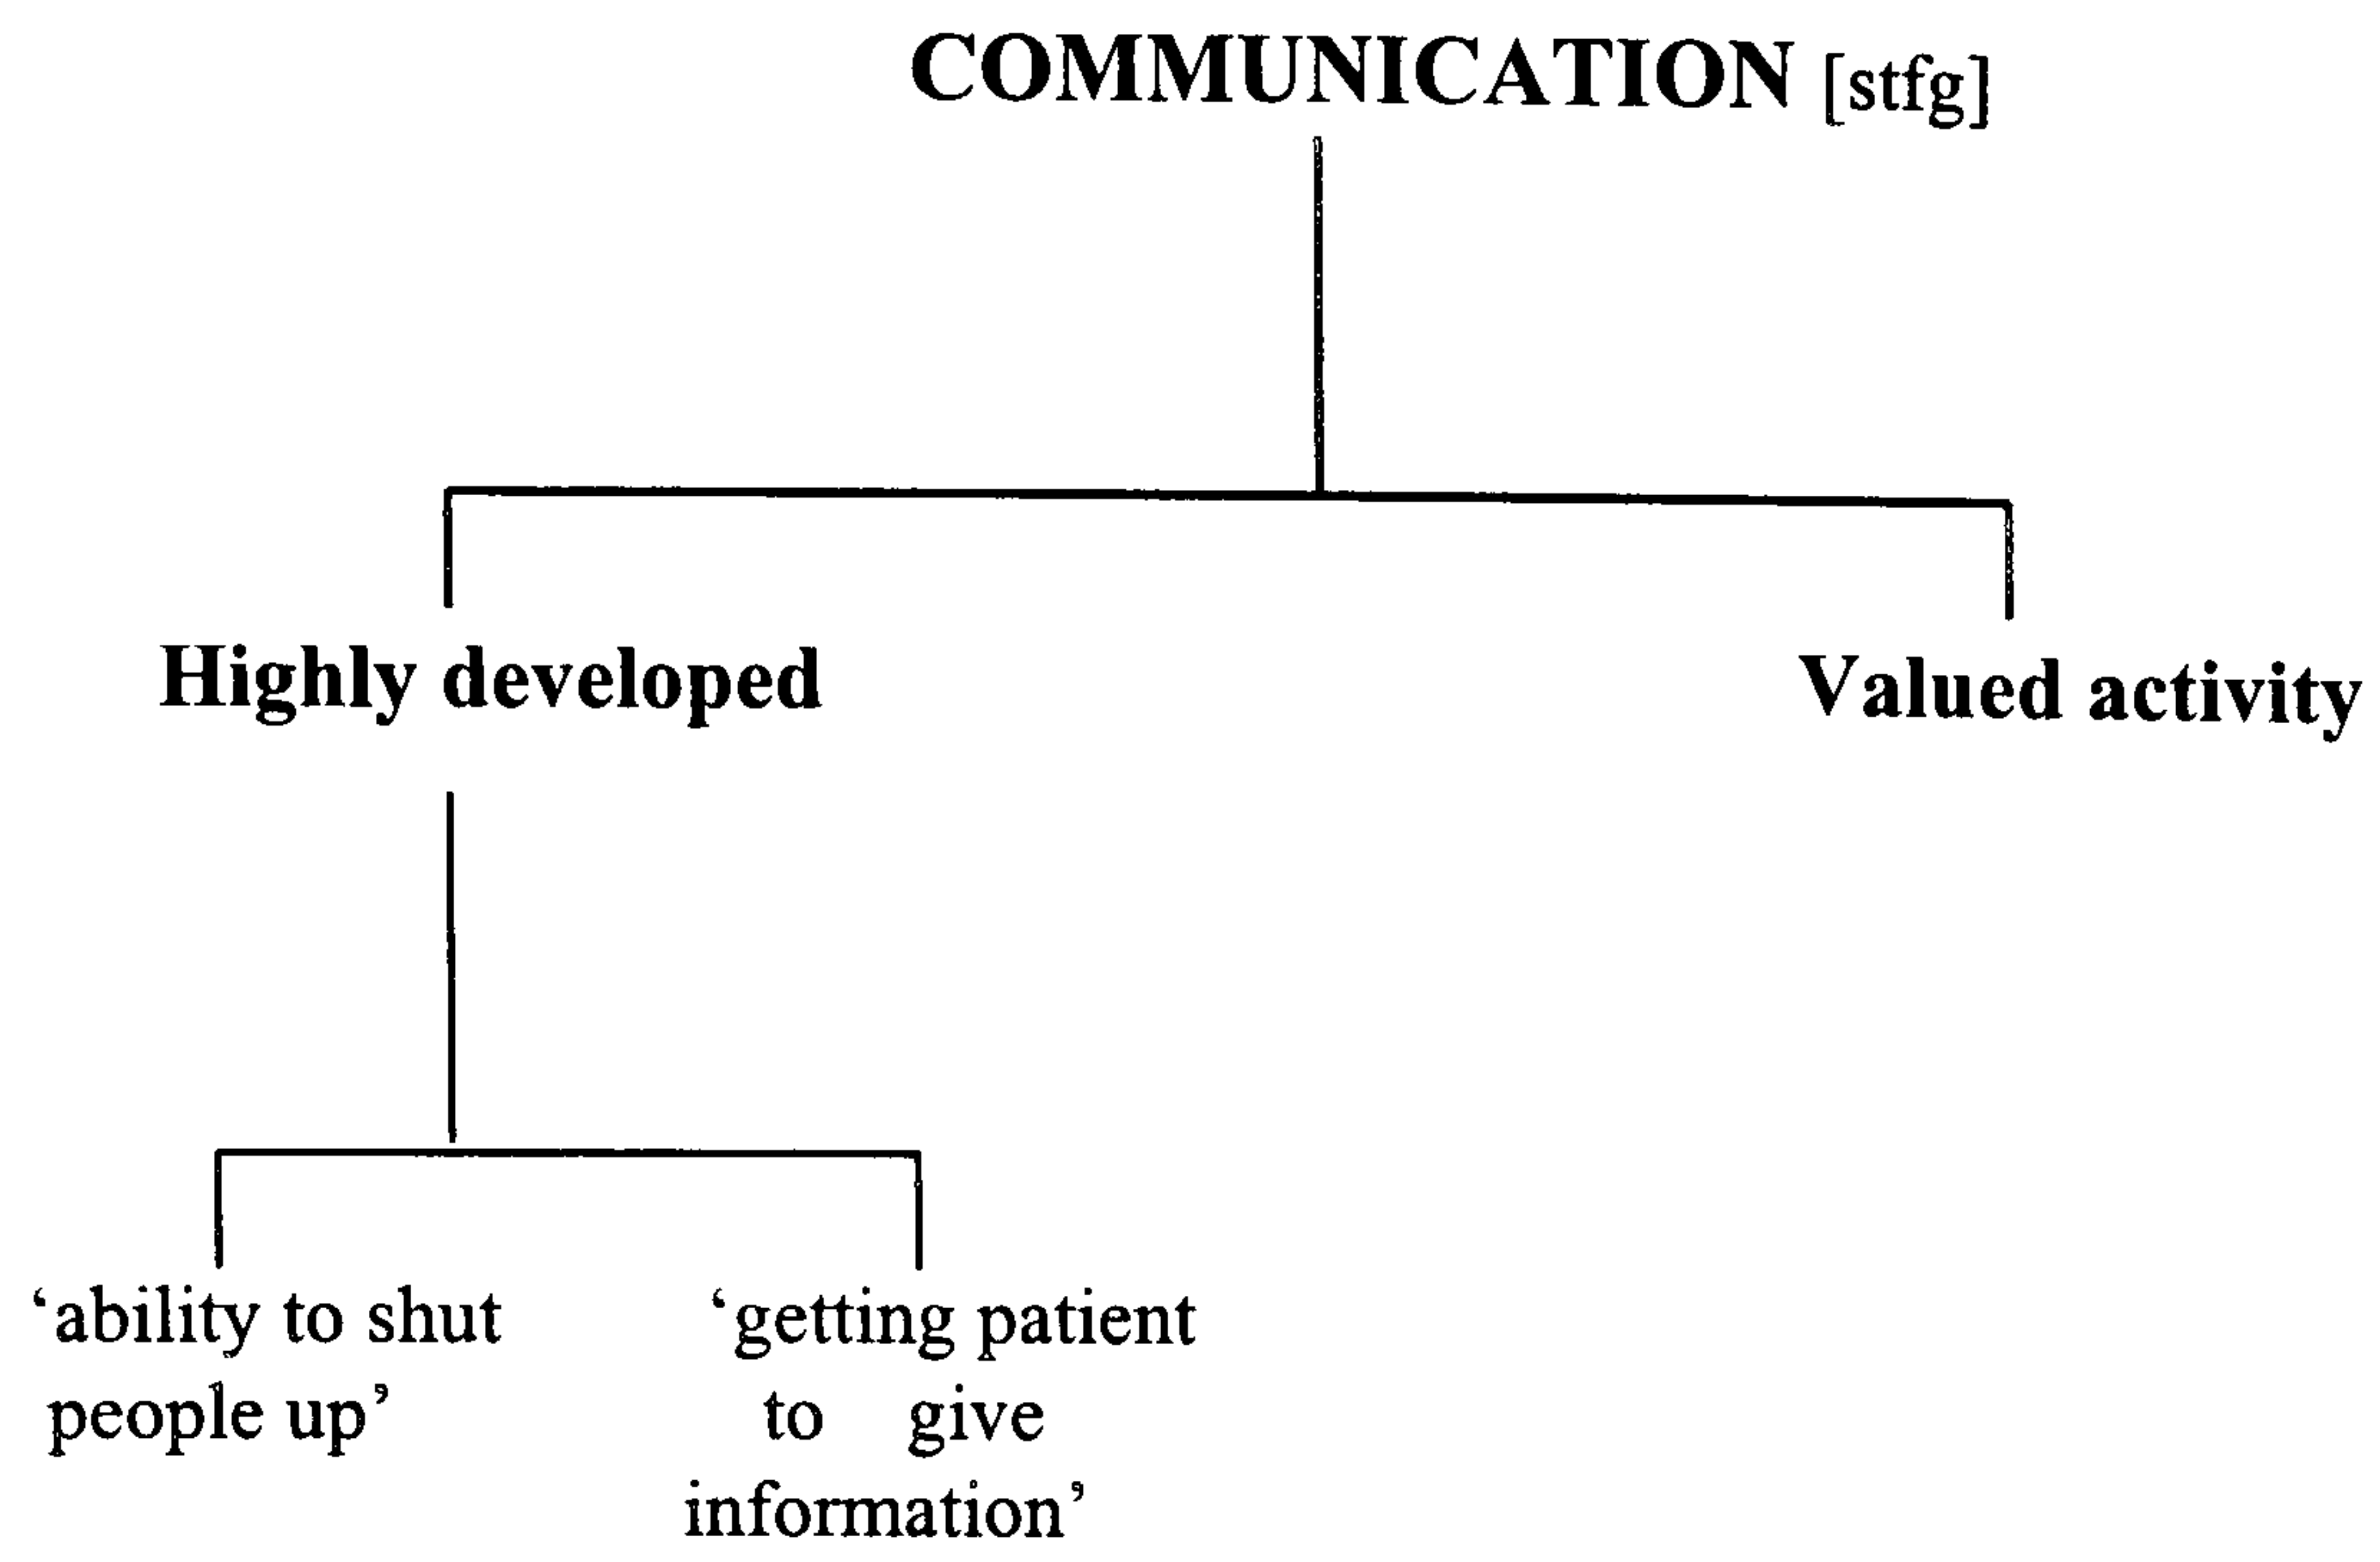 COMMUNICATION [stfg]
Highly developed
Valued activity
‘ability to shut
people up’
‘getting patient
to give
information’